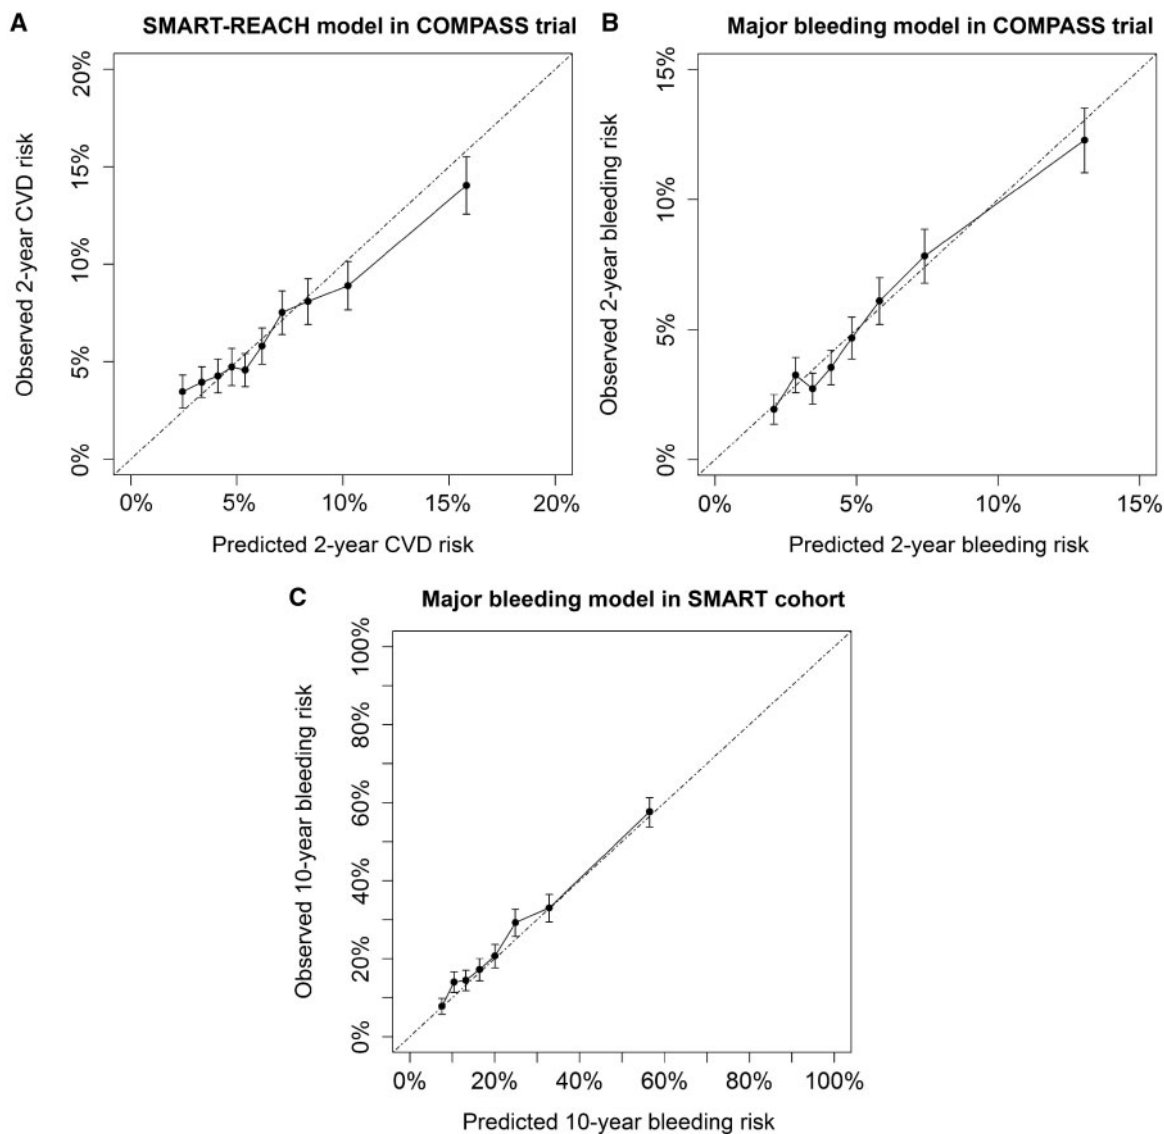 A
SMART-REACH model in COMPASS trial
Observed 2-year CVD risk
20%
15%
10%
5%
0%
0% 5% 10% 15% 20%
Predicted 2-year CVD risk
B
Major bleeding model in COMPASS trial
Observed 2-year bleeding risk
15%
10%
5%
0%
0% 5% 10% 15%
Predicted 2-year bleeding risk
C
Major bleeding model in SMART cohort
Observed 10-year bleeding risk
100%
80%
60%
40%
20%
0%
0% 20% 40% 60% 80% 100%
Predicted 10-year bleeding risk